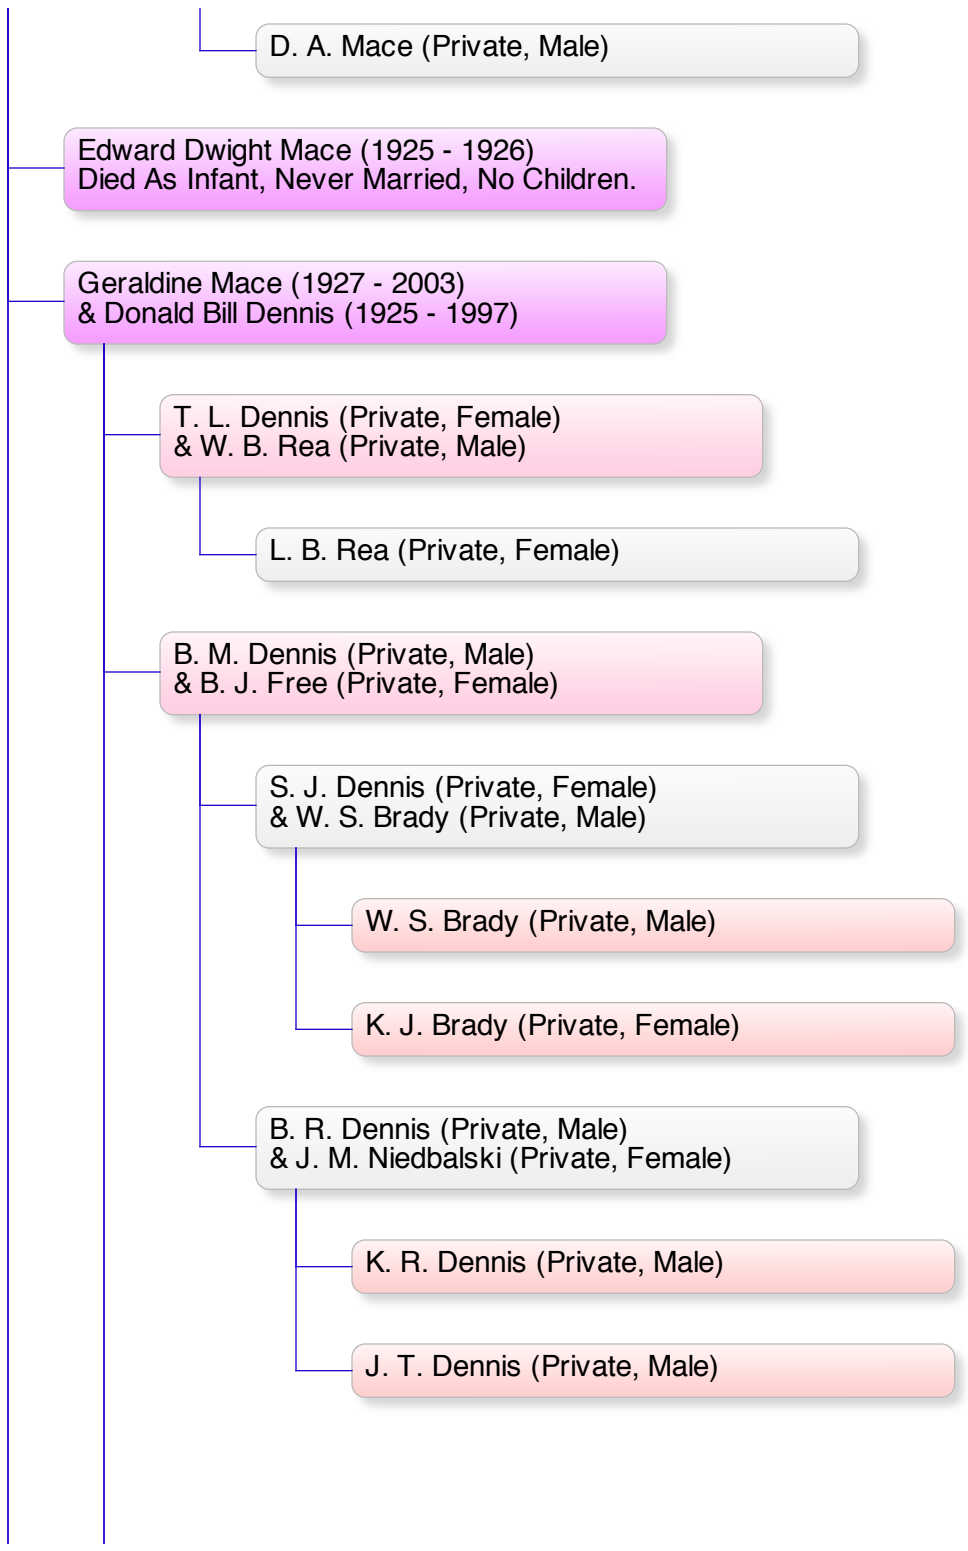 D. A. Mace (Private, Male)
Edward Dwight Mace (1925 - 1926)
Died As Infant, Never Married, No Children.
Geraldine Mace (1927 - 2003)
& Donald Bill Dennis (1925 - 1997)
T. L. Dennis (Private, Female)
& W. B. Rea (Private, Male)
L. B. Rea (Private, Female)
B. M. Dennis (Private, Male)
& B. J. Free (Private, Female)
S. J. Dennis (Private, Female)
& W. S. Brady (Private, Male)
W. S. Brady (Private, Male)
K. J. Brady (Private, Female)
B. R. Dennis (Private, Male)
& J. M. Niedbalski (Private, Female)
K. R. Dennis (Private, Male)
J. T. Dennis (Private, Male)